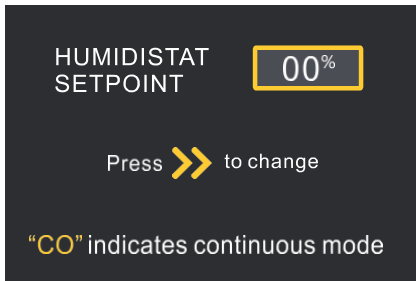 HUMIDISTAT
SETPOINT
00%
Press to change
“CO” indicates continuous mode